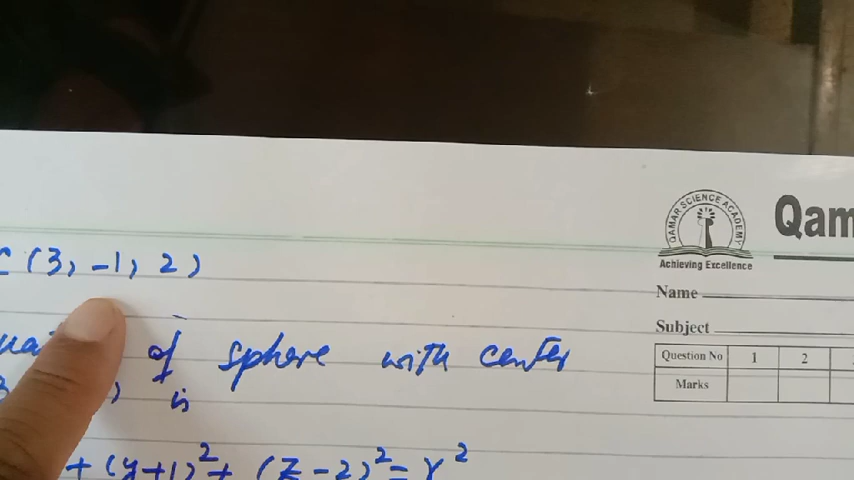 (3, -1, 2)
of sphere with center
is
+ (y+1)² + (z-2)² = r²
QAMAR SCIENCE ACADEMY
Achieving Excellence
Qam
Name
Subject
Question No 1 2
Marks